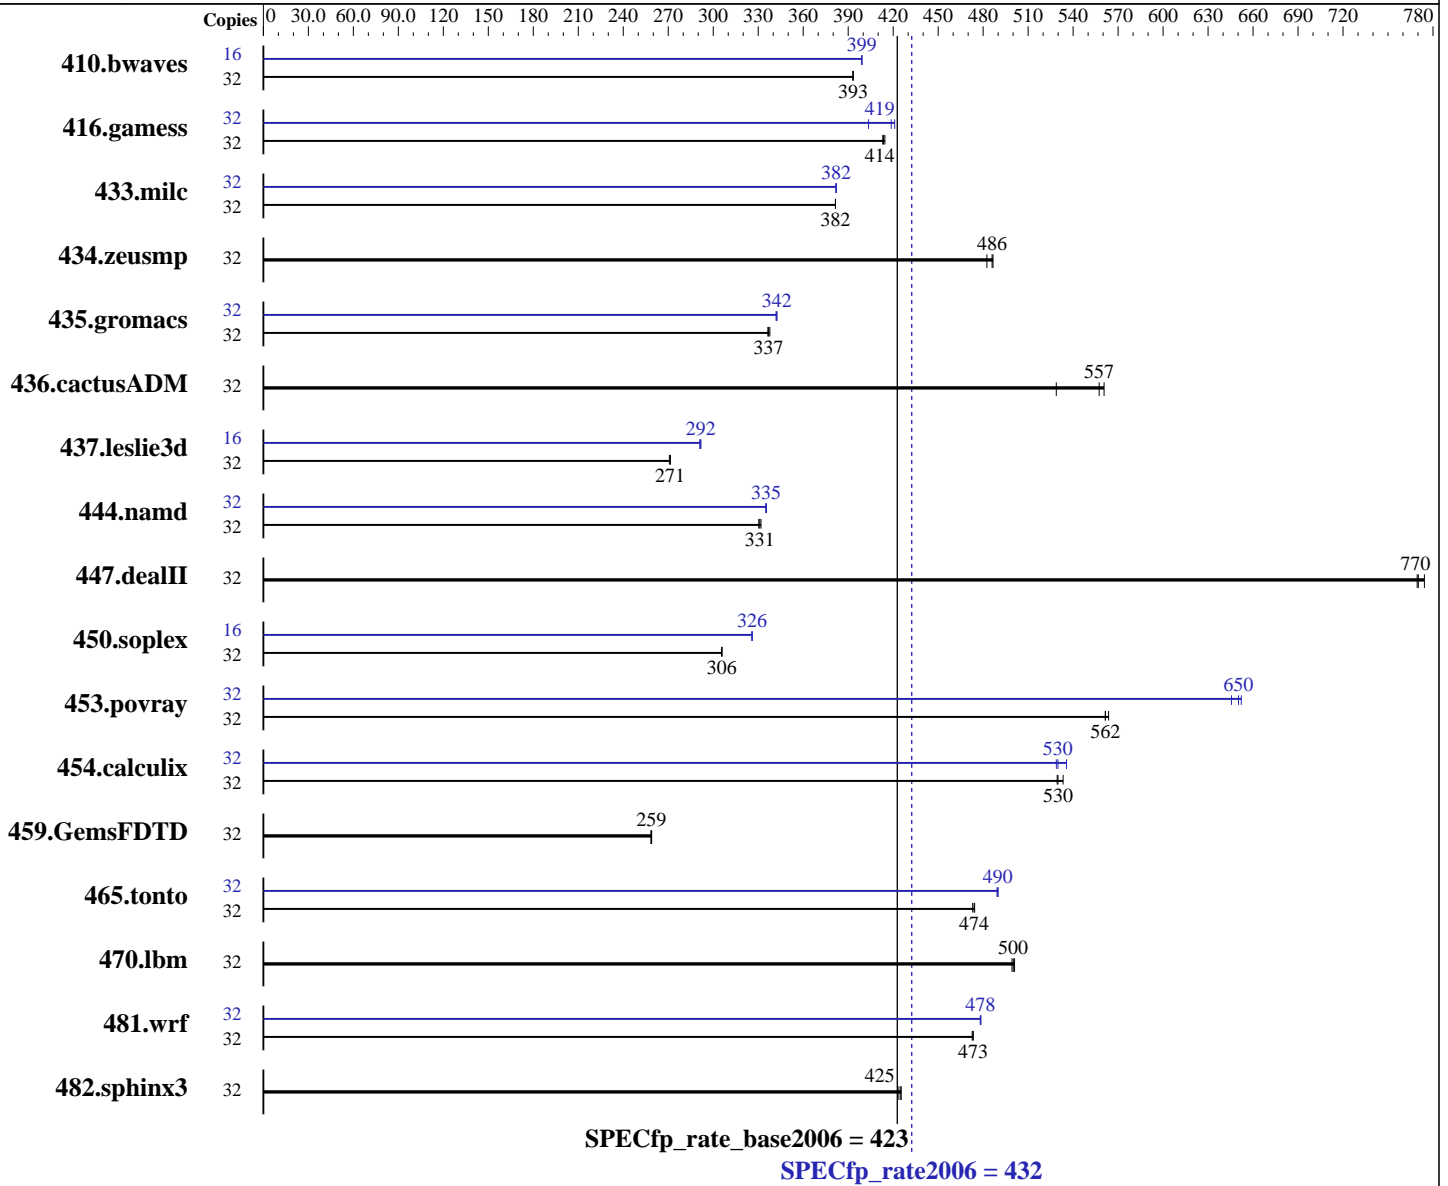 Copies 0 30.0 60.0 90.0 120 150 180 210 240 270 300 330 360 390 420 450 480 510 540 570 600 630 660 690 720 780
410.bwaves 16 399
32 393
416.gamess 32 419
32 414
433.milc 32 382
32 382
434.zeusmp 32 486
435.gromacs 32 342
32 337
436.cactusADM 32 557
437.leslie3d 16 292
32 271
444.namd 32 335
32 331
447.dealII 32 770
450.soplex 16 326
32 306
453.povray 32 650
32 562
454.calculix 32 530
32 530
459.GemsFDTD 32 259
465.tonto 32 490
32 474
470.lbm 32 500
481.wrf 32 478
32 473
482.sphinx3 32 425
SPECfp_rate_base2006 = 423
SPECfp_rate2006 = 432